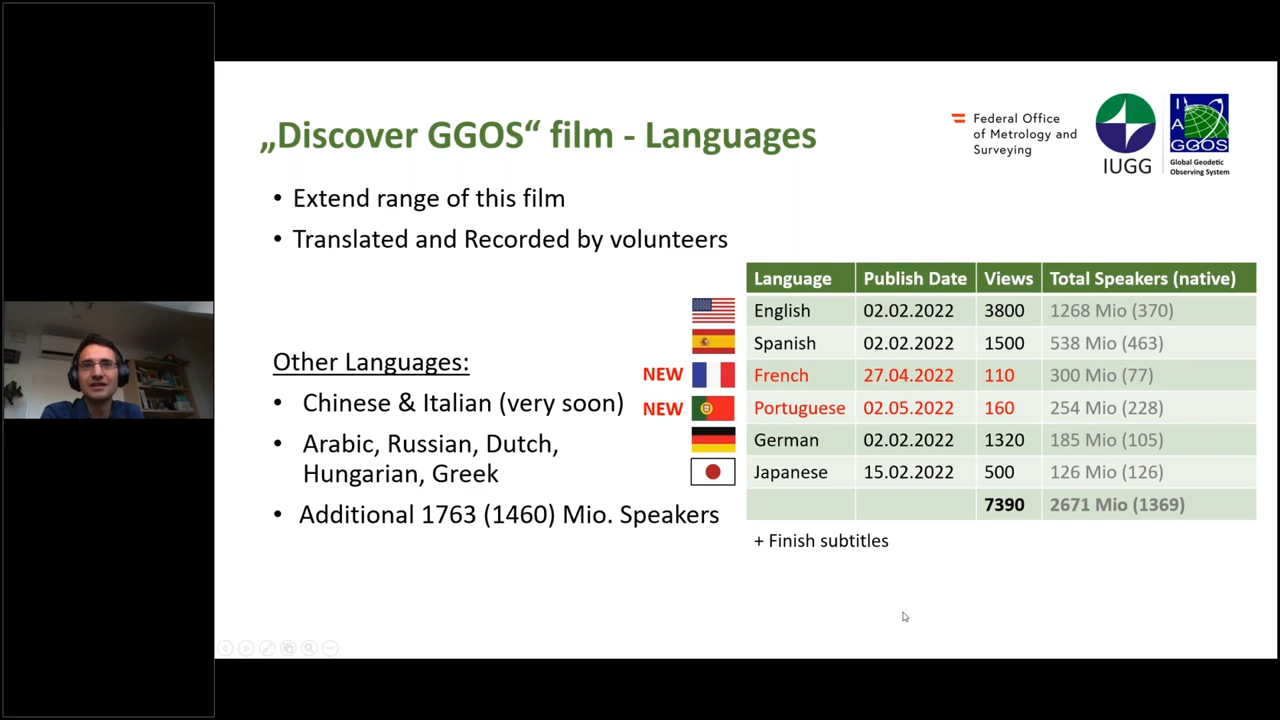 „Discover GGOS“ film - Languages
Federal Office
of Metrology and
Surveying
IUGG
I
A
G
GGOS
Global Geodetic
Observing System
• Extend range of this film
• Translated and Recorded by volunteers
Language Publish Date Views Total Speakers (native)
English 02.02.2022 3800 1268 Mio (370)
Spanish 02.02.2022 1500 538 Mio (463)
NEW French 27.04.2022 110 300 Mio (77)
NEW Portuguese 02.05.2022 160 254 Mio (228)
German 02.02.2022 1320 185 Mio (105)
Japanese 15.02.2022 500 126 Mio (126)
7390 2671 Mio (1369)
+ Finish subtitles
Other Languages:
• Chinese & Italian (very soon)
• Arabic, Russian, Dutch,
Hungarian, Greek
• Additional 1763 (1460) Mio. Speakers